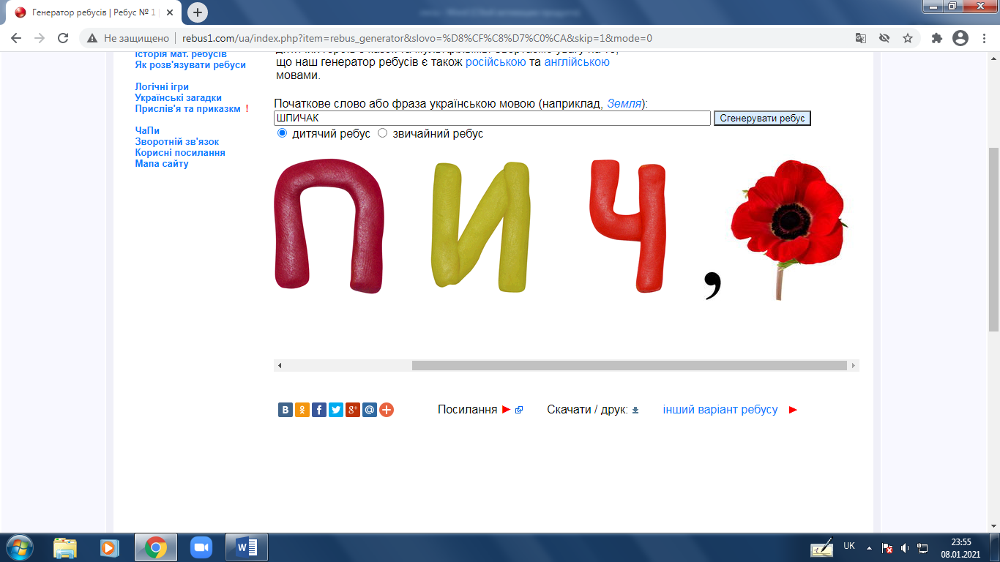 Генератор ребусів | Ребус № 1
Не защищено | rebus1.com/ua/index.php?item=rebus_generator&slovo=%D8%CF%C8%D7%C0%CA&skip=1&mode=0
Історія мат. ребусів
Як розв'язувати ребуси
Логічні ігри
Українські загадки
Прислів'я та приказки !
ЧаПи
Зворотній зв'язок
Корисні посилання
Мапа сайту
що наш генератор ребусів є також російською та англійською
мовами.
Початкове слово або фраза українською мовою (наприклад, Земля):
ШПИЧАК Сгенерувати ребус
дитячий ребус звичайний ребус
П И Ч ,
Посилання Скачати / друк: інший варіант ребусу
UK
23:55
08.01.2021